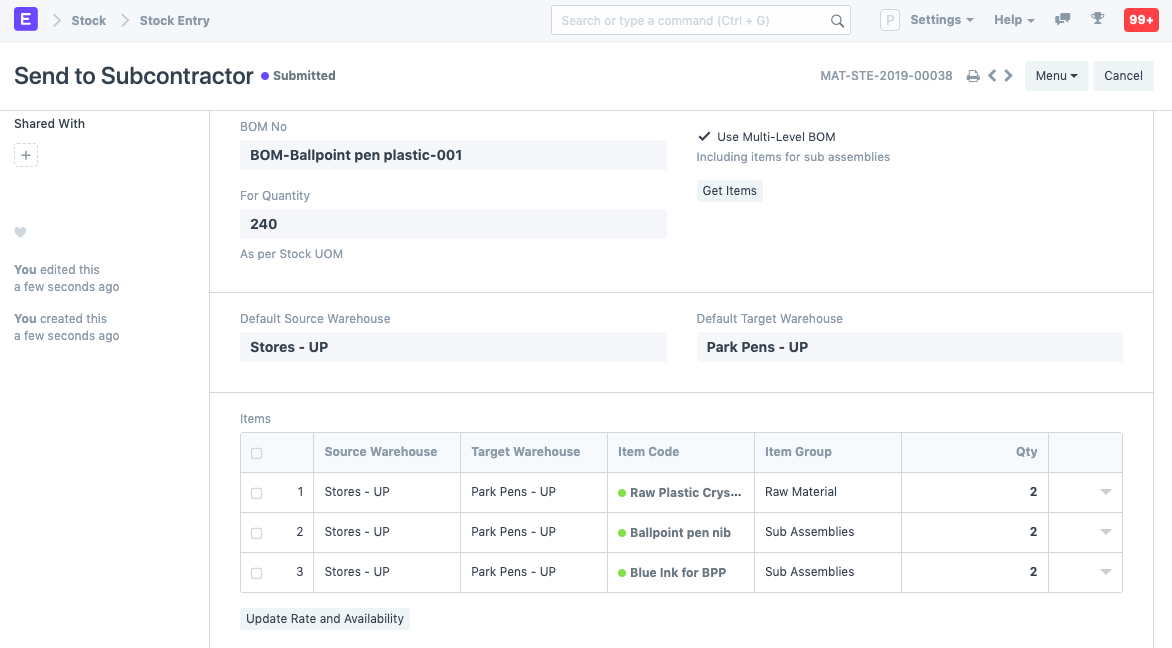 E Stock Stock Entry Search or type a command (Ctrl + G) P Settings Help 99+
Send to Subcontractor Submitted MAT-STE-2019-00038 Menu Cancel
Shared With
+
You edited this
a few seconds ago
You created this
a few seconds ago
BOM No
BOM-Ballpoint pen plastic-001
For Quantity
240
As per Stock UOM
Use Multi-Level BOM
Including items for sub assemblies
Get Items
Default Source Warehouse
Stores - UP
Default Target Warehouse
Park Pens - UP
Items
Source Warehouse Target Warehouse Item Code Item Group Qty
1 Stores - UP Park Pens - UP Raw Plastic Crys... Raw Material 2
2 Stores - UP Park Pens - UP Ballpoint pen nib Sub Assemblies 2
3 Stores - UP Park Pens - UP Blue Ink for BPP Sub Assemblies 2
Update Rate and Availability